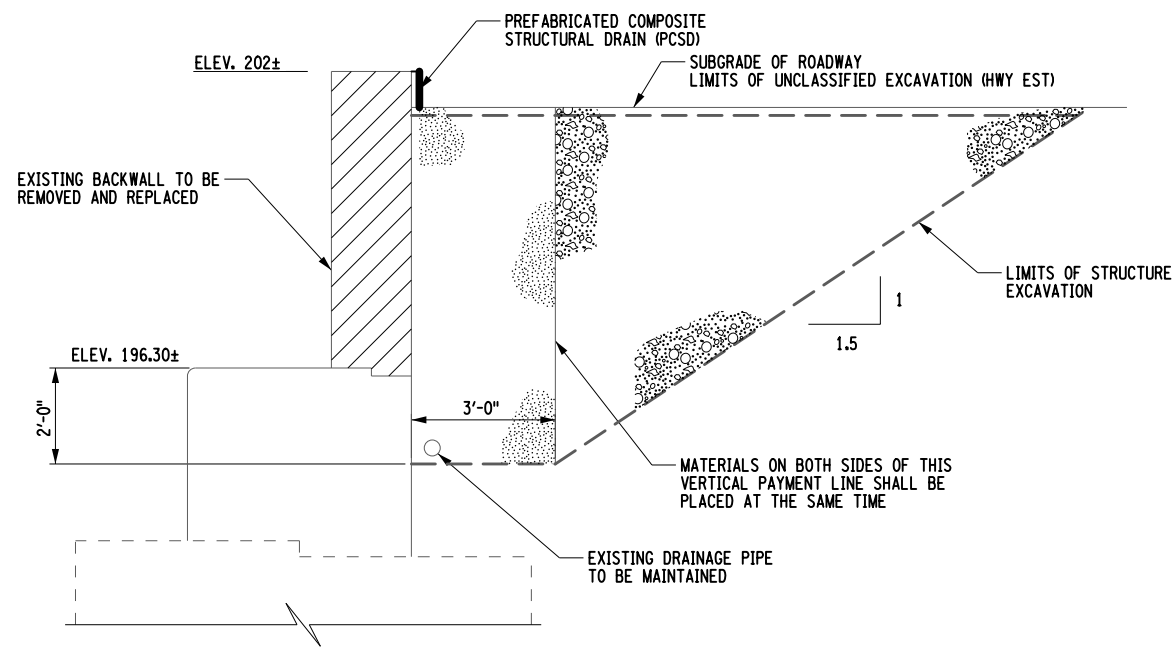 PREFABRICATED COMPOSITE
STRUCTURAL DRAIN (PCSD)
ELEV. 202±
SUBGRADE OF ROADWAY
LIMITS OF UNCLASSIFIED EXCAVATION (HWY EST)
EXISTING BACKWALL TO BE
REMOVED AND REPLACED
LIMITS OF STRUCTURE
EXCAVATION
1
1.5
ELEV. 196.30±
2'-0"
3'-0"
MATERIALS ON BOTH SIDES OF THIS
VERTICAL PAYMENT LINE SHALL BE
PLACED AT THE SAME TIME
EXISTING DRAINAGE PIPE
TO BE MAINTAINED